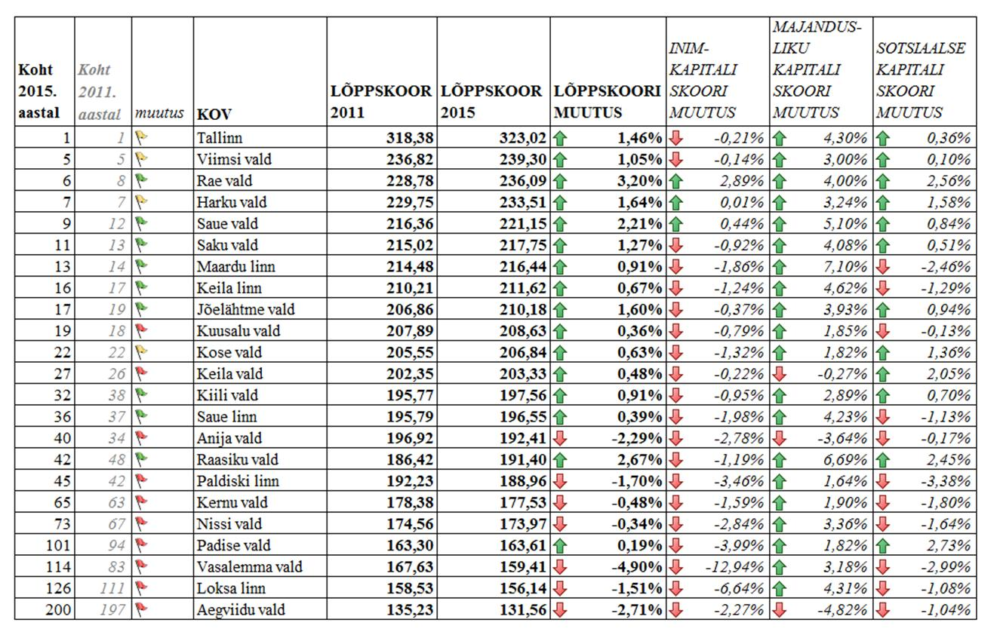 Koht 2015. aastal Koht 2011. aastal muutus KOV LÕPPSKOOR 2011 LÕPPSKOOR 2015 LÕPPSKOORI MUUTUS INIM-KAPITALI SKOORI MUUTUS MAJANDUS-LIKU KAPITALI SKOORI MUUTUS SOTSIAALSE KAPITALI SKOORI MUUTUS
1 1 Tallinn 318,38 323,02 1,46% -0,21% 4,30% 0,36%
5 5 Viimsi vald 236,82 239,30 1,05% -0,14% 3,00% 0,10%
6 8 Rae vald 228,78 236,09 3,20% 2,89% 4,00% 2,56%
7 7 Harku vald 229,75 233,51 1,64% 0,01% 3,24% 1,58%
9 12 Saue vald 216,36 221,15 2,21% 0,44% 5,10% 0,84%
11 13 Saku vald 215,02 217,75 1,27% -0,92% 4,08% 0,51%
13 14 Maardu linn 214,48 216,44 0,91% -1,86% 7,10% -2,46%
16 17 Keila linn 210,21 211,62 0,67% -1,24% 4,62% -1,29%
17 19 Jõelähtme vald 206,86 210,18 1,60% -0,37% 3,93% 0,94%
19 18 Kuusalu vald 207,89 208,63 0,36% -0,79% 1,85% -0,13%
22 22 Kose vald 205,55 206,84 0,63% -1,32% 1,82% 1,36%
27 26 Keila vald 202,35 203,33 0,48% -0,22% -0,27% 2,05%
32 38 Kiili vald 195,77 197,56 0,91% -0,95% 2,89% 0,70%
36 37 Saue linn 195,79 196,55 0,39% -1,98% 4,23% -1,13%
40 34 Anija vald 196,92 192,41 -2,29% -2,78% -3,64% -0,17%
42 48 Raasiku vald 186,42 191,40 2,67% -1,19% 6,69% 2,45%
45 42 Paldiski linn 192,23 188,96 -1,70% -3,46% 1,64% -3,38%
65 63 Kernu vald 178,38 177,53 -0,48% -1,59% 1,90% -1,80%
73 67 Nissi vald 174,56 173,97 -0,34% -2,84% 3,36% -1,64%
101 94 Padise vald 163,30 163,61 0,19% -3,99% 1,82% 2,73%
114 83 Vasalemma vald 167,63 159,41 -4,90% -12,94% 3,18% -2,99%
126 111 Loksa linn 158,53 156,14 -1,51% -6,64% 4,31% -1,08%
200 197 Aegviidu vald 135,23 131,56 -2,71% -2,27% -4,82% -1,04%